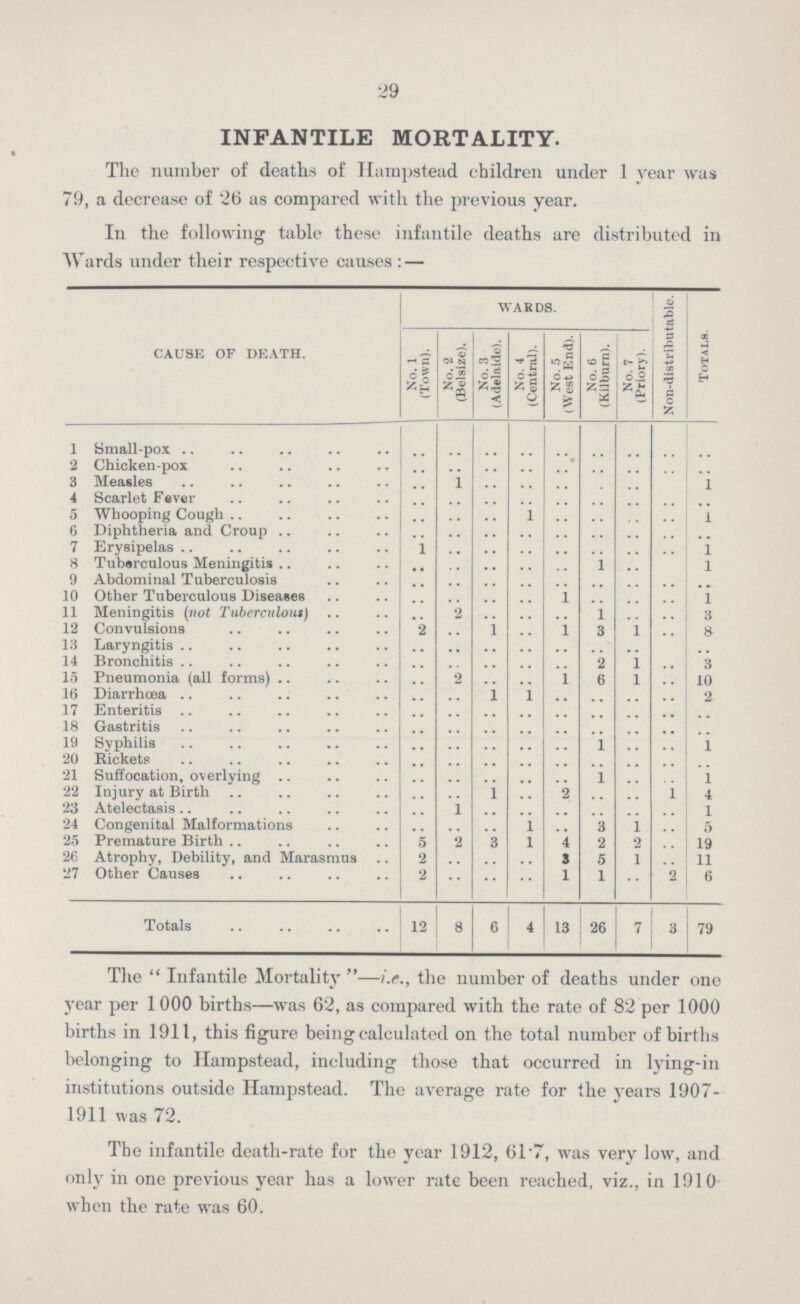 29
INFANTILE MORTALITY.
The number of deaths of Hampstead children under 1 year was
79, a decrease of 26 as compared with the previous year.
In the following table these infantile deaths are distributed in
Wards under their respective causes :—
CAUSE OF DEATH.
WARDS.
No. 1 (Town).
No. 2 (Belsize).
No. 3 (Adelaide).
No. 4 (Central).
No. 5 (West End).
No. 6 (Kilburn).
No. 7 (Priory).
Non-distributable.
TOTALS.
1 Small-pox .. .. .. .. .. .. .. .. .. .. .. .. .. ..
2 Chicken-pox .. .. .. .. .. .. .. .. .. .. .. .. ..
3 Measles .. .. .. .. .. .. 1 .. .. .. . .. 1
4 Scarlet Fever .. .. .. .. .. .. .. .. .. .. .. .. ..
5 Whooping Cough .. .. .. .. .. .. .. 1 .. .. .. .. 1
6 Diphtheria and Croup .. .. .. .. .. .. .. .. .. .. .. ..
7 Erysipelas .. .. .. .. .. 1 .. .. .. .. .. .. .. 1
8 Tuberculous Meningitis .. .. .. .. .. .. .. .. 1 .. 1
9 Abdominal Tuberculosis .. .. .. .. .. .. .. .. .. .. ..
10 Other Tuberculous Diseases .. .. .. .. .. .. 1 .. .. .. 1
11 Meningitis (not Tuberculous) .. .. .. 2 .. .. .. 1 .. .. 3
12 Convulsions .. .. .. .. 2 .. 1 .. 1 3 1 .. 8
13 Laryngitis .. .. .. .. .. .. .. .. .. .. .. .. ..
14 Bronchitis .. .. .. .. .. .. .. .. .. .. 2 1 .. 3
15 Pneumonia (all forms) .. .. .. .. 2 .. .. 1 6 1 .. 10
16 Diarrhœa .. .. .. .. .. .. .. 1 1 .. .. .. .. 2
17 Enteritis .. .. .. .. .. .. .. .. .. .. .. .. .. ..
18 Gastritis .. .. .. .. .. .. .. .. .. .. .. .. .. ..
19 Syphilis .. .. .. .. .. .. .. .. .. .. 1 .. .. 1
20 Rickets .. .. .. .. .. .. .. .. .. .. .. .. .. ..
21 Suffocation, overlying .. .. .. .. .. .. .. .. 1 .. .. 1
22 Injury at Birth .. .. .. .. .. .. 1 .. 2 .. .. 1 4
23 Atelectasis .. .. .. .. .. .. 1 .. .. .. .. .. .. 1
24 Congenital Malformations .. .. .. .. .. 1 .. 3 1 .. 5
25 Premature Birth .. .. .. .. 5 2 3 1 4 2 2 .. 19
26 Atrophy, Debility, and Marasmus .. 2 .. .. .. 3 5 1 .. 11
27 Other Causes .. .. .. .. 2 .. .. .. 1 1 .. 2 6
Totals .. .. .. .. 12 8 6 4 13 26 7 3 79
The “ Infantile Mortality ”—i.e., the number of deaths under one
year per 1000 births—was 62, as compared with the rate of 82 per 1000
births in 1911, this figure being calculated on the total number of births
belonging to Hampstead, including those that occurred in lying-in
institutions outside Hampstead. The average rate for the years 1907-
1911 was 72.
The infantile death-rate for the year 1912, 61·7, was very low, and
only in one previous year has a lower rate been reached, viz., in 1910
when the rate was 60.